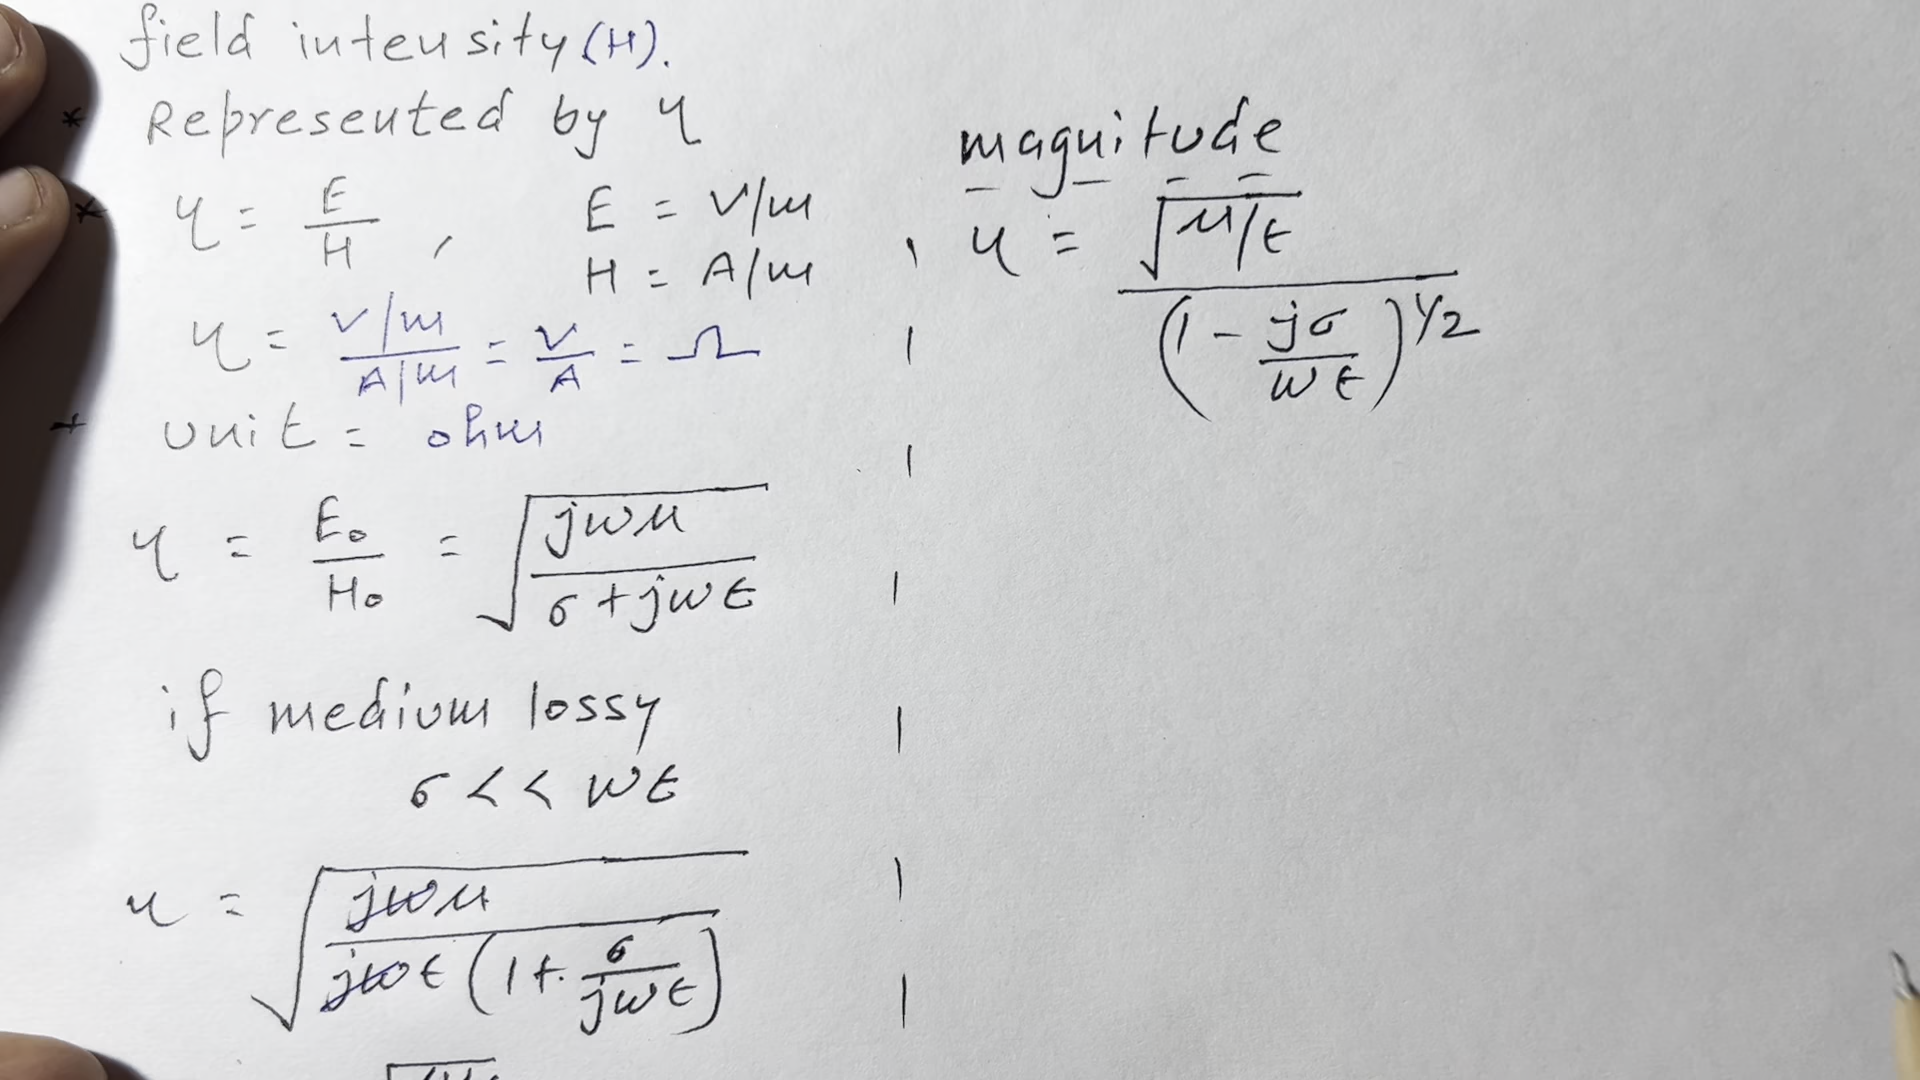 field intensity (H).
* Represented by η
* η = E/H , E = V/m
H = A/m
η = V/m / A/m = V/A = Ω
* unit = ohm
η = E₀/H₀ = √(jωμ / σ + jωϵ)
if medium lossy
σ << ωϵ
η = √(jωμ / jωϵ (1 + σ/jωϵ))
magnitude
η = √μ/ϵ / (1 - jσ/ωϵ)^1/2